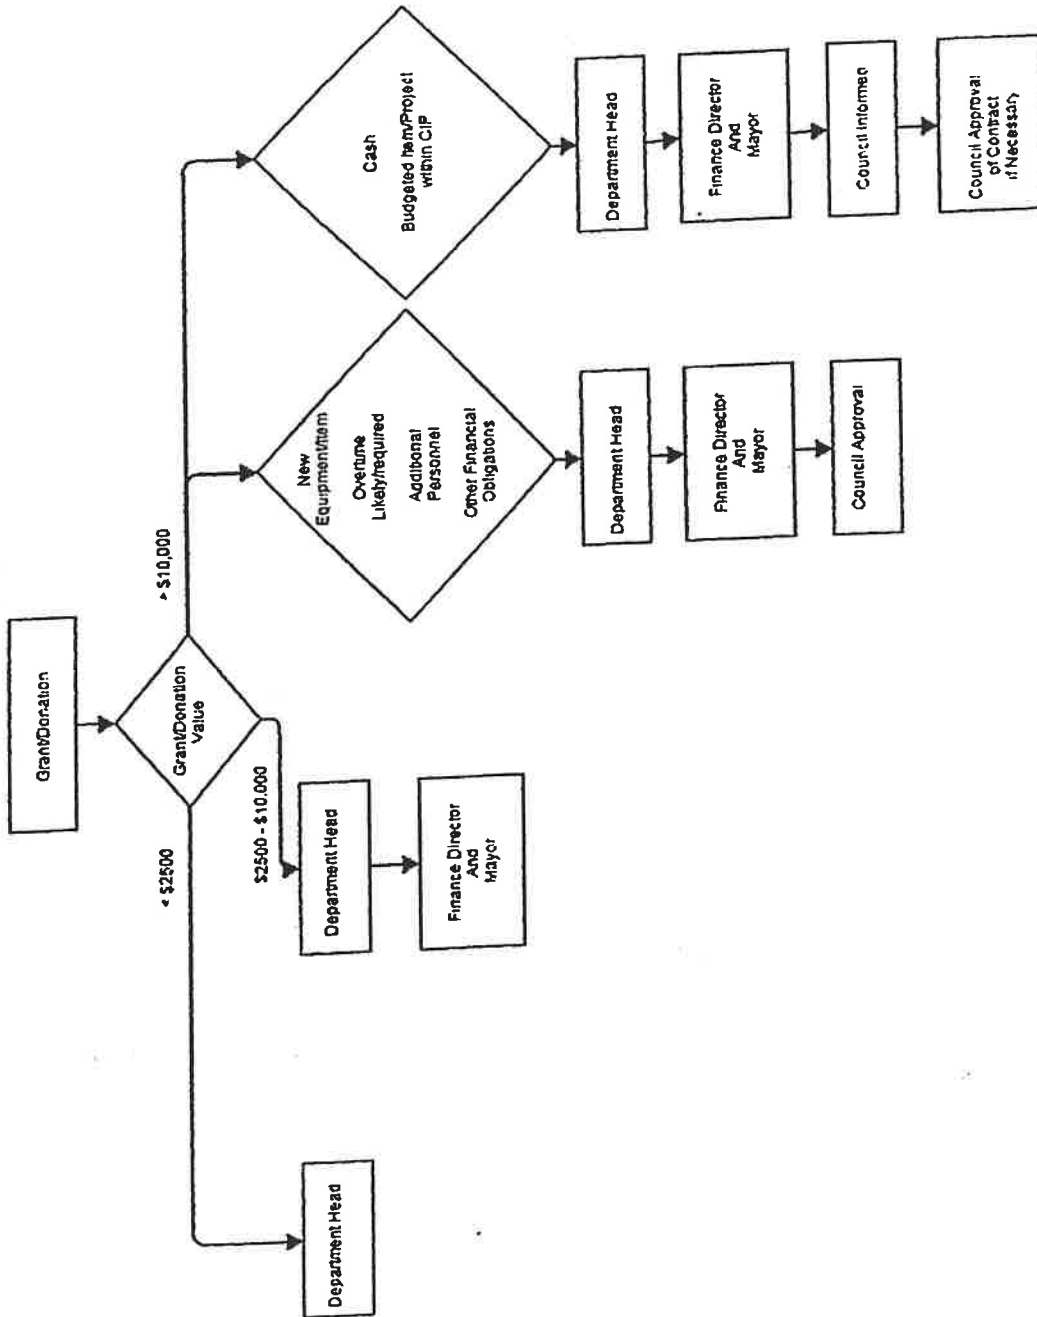 Grant/Donation
Grant/Donation
Value
< $2500
$2500 - $10,000
> $10,000
Department Head
Department Head
Finance Director
And
Mayor
New
Equipment/Item
Overtime
Likely/required
Additional
Personnel
Other Financial
Obligations
Department Head
Finance Director
And
Mayor
Council Approval
Cash
Budgeted Item/Project
within CIP
Department Head
Finance Director
And
Mayor
Council Informed
Council Approval
of Contract
if Necessary